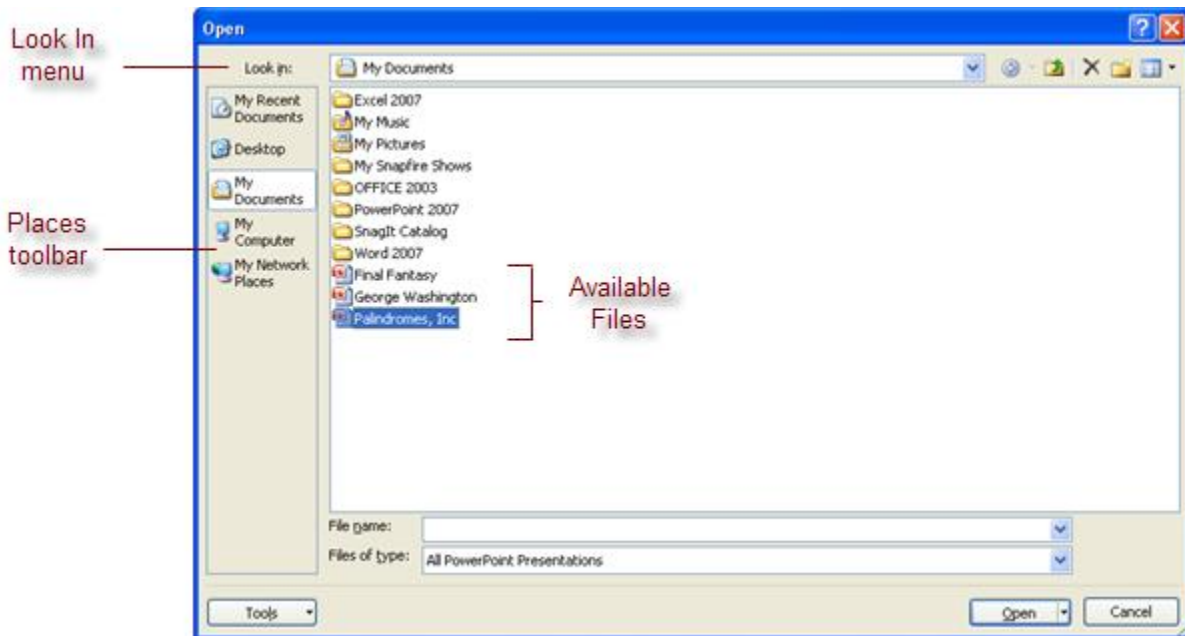 Open
Look In
menu
Look in:
My Documents
My Recent
Documents
Desktop
My
Documents
My
Computer
My Network
Places
Places
toolbar
Excel 2007
My Music
My Pictures
My Snapfire Shows
OFFICE 2003
PowerPoint 2007
SnagIt Catalog
Word 2007
Final Fantasy
George Washington
Palindromes, Inc
Available
Files
File name:
Files of type:
All PowerPoint Presentations
Tools
Open
Cancel